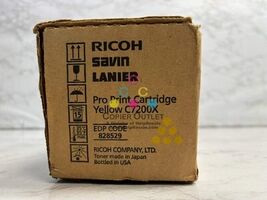 RICOH
savin
LANIER
Pro Print Cartridge
Yellow C7200X
COPIER OUTLET
EDP CODE
828529
RICOH COMPANY, LTD.
Toner made in Japan
Bottled in USA